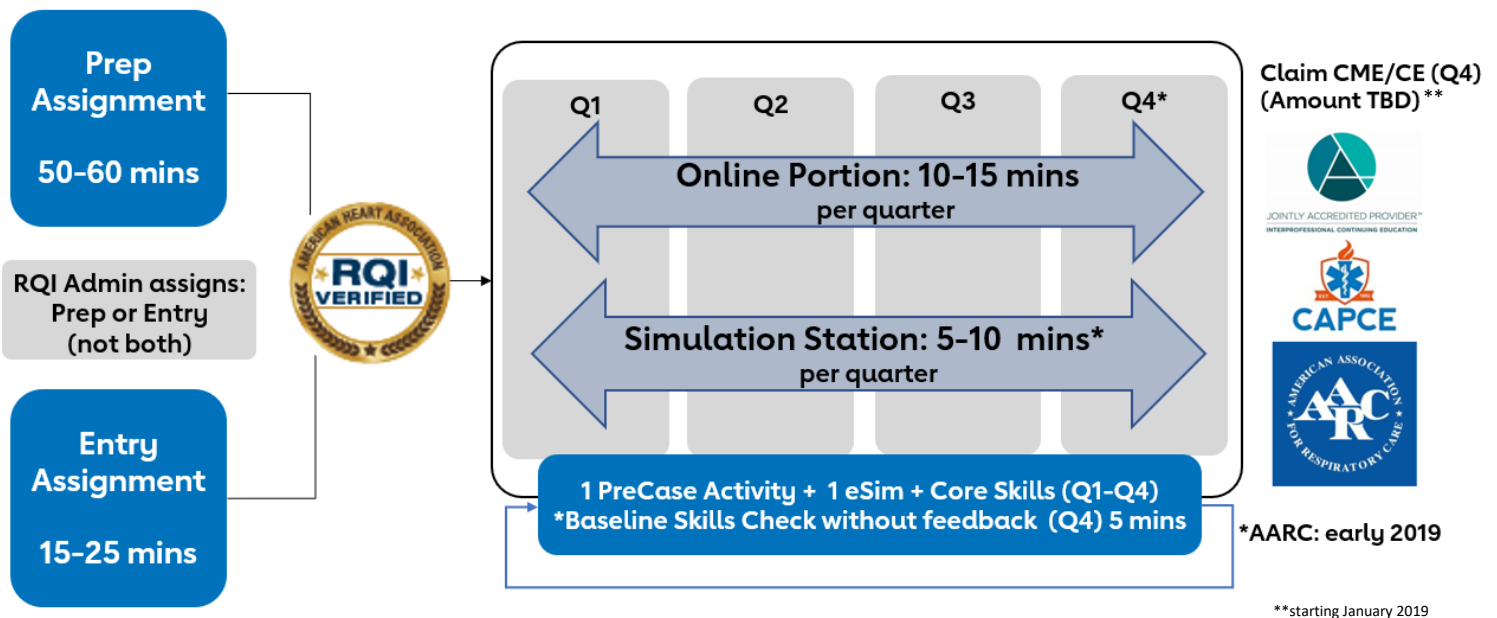 Prep
Assignment
50-60 mins
RQI Admin assigns:
Prep or Entry
(not both)
Entry
Assignment
15-25 mins
AMERICAN HEART ASSOCIATION
RQI
VERIFIED
Q1
Q2
Q3
Q4*
Online Portion: 10-15 mins
per quarter
Simulation Station: 5-10 mins*
per quarter
1 PreCase Activity + 1 eSim + Core Skills (Q1-Q4)
*Baseline Skills Check without feedback (Q4) 5 mins
Claim CME/CE (Q4)
(Amount TBD)**
JOINTLY ACCREDITED PROVIDER™
INTERPROFESSIONAL CONTINUING EDUCATION
CAPCE
AMERICAN ASSOCIATION
AARC
FOR RESPIRATORY CARE
*AARC: early 2019
**starting January 2019